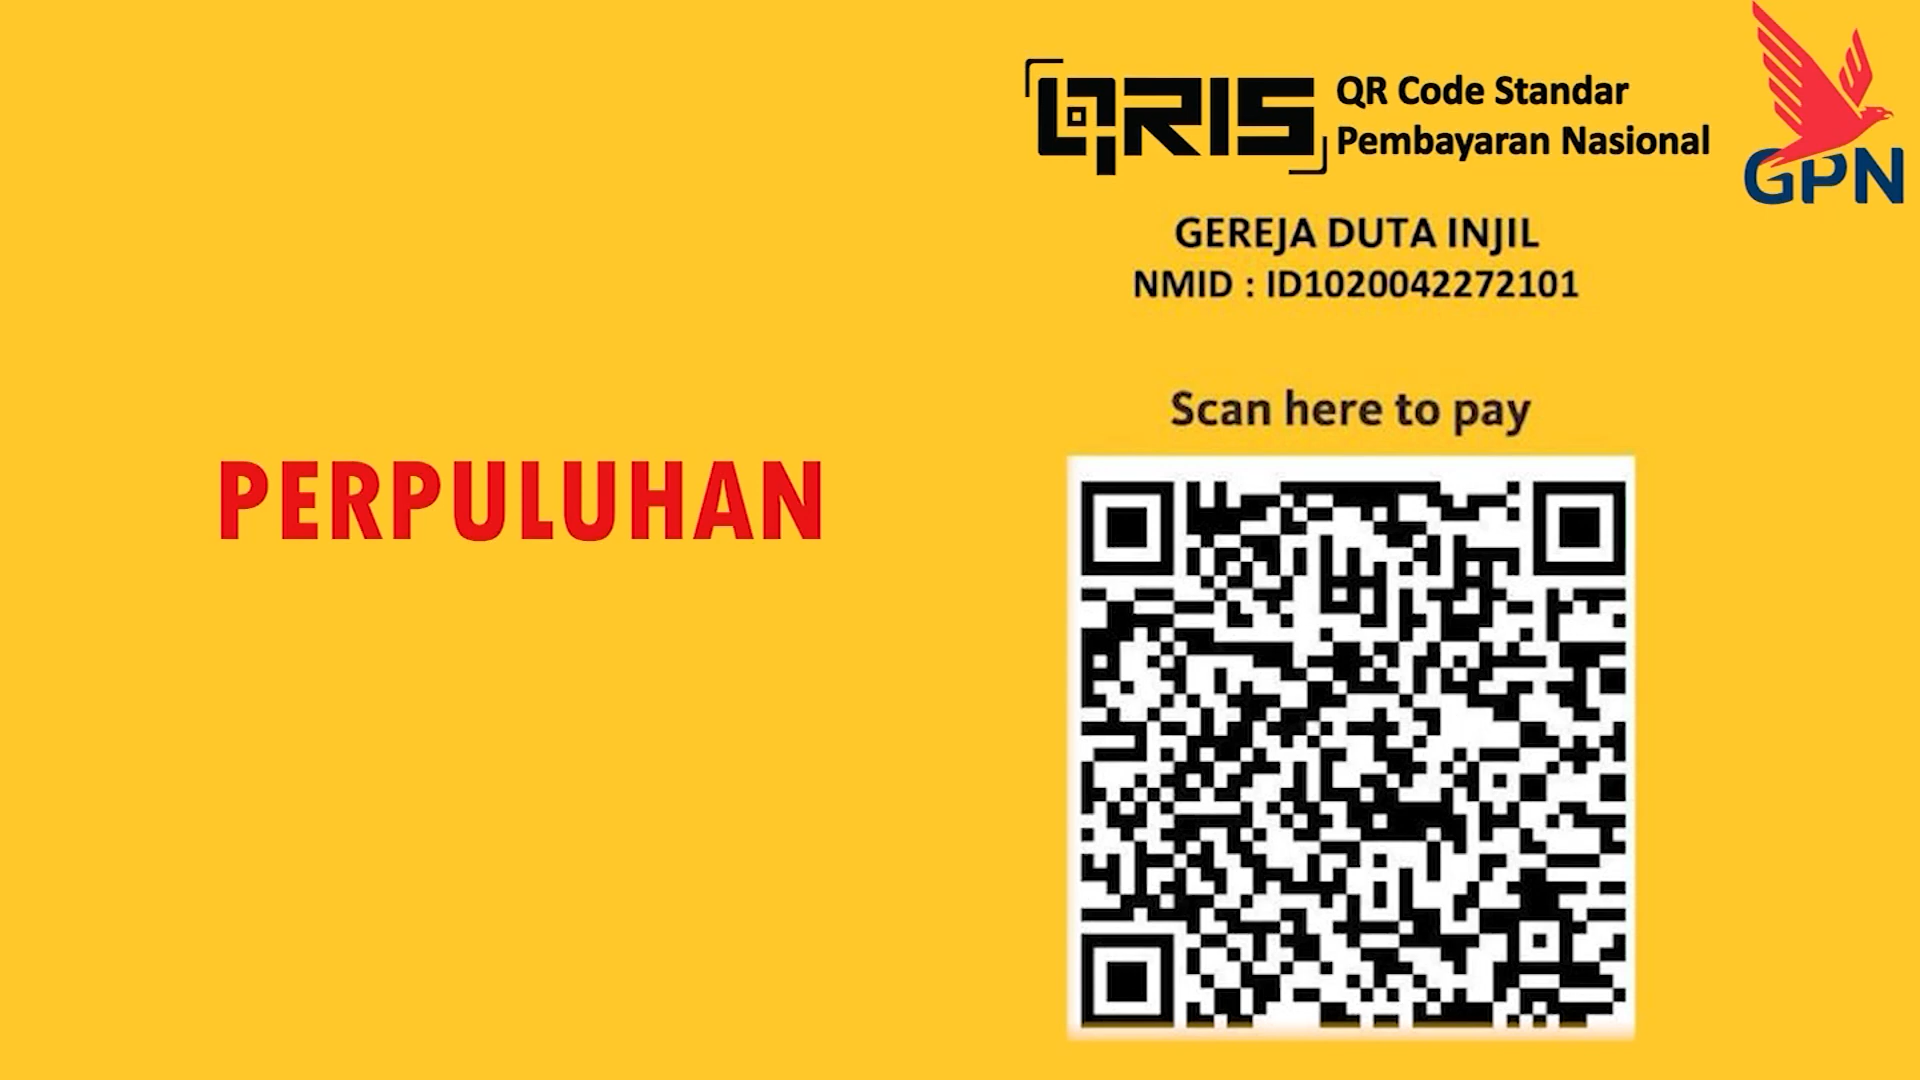 QRIS
QR Code Standar
Pembayaran Nasional
GPN
GEREJA DUTA INJIL
NMID : ID1020042272101
Scan here to pay
PERPULUHAN